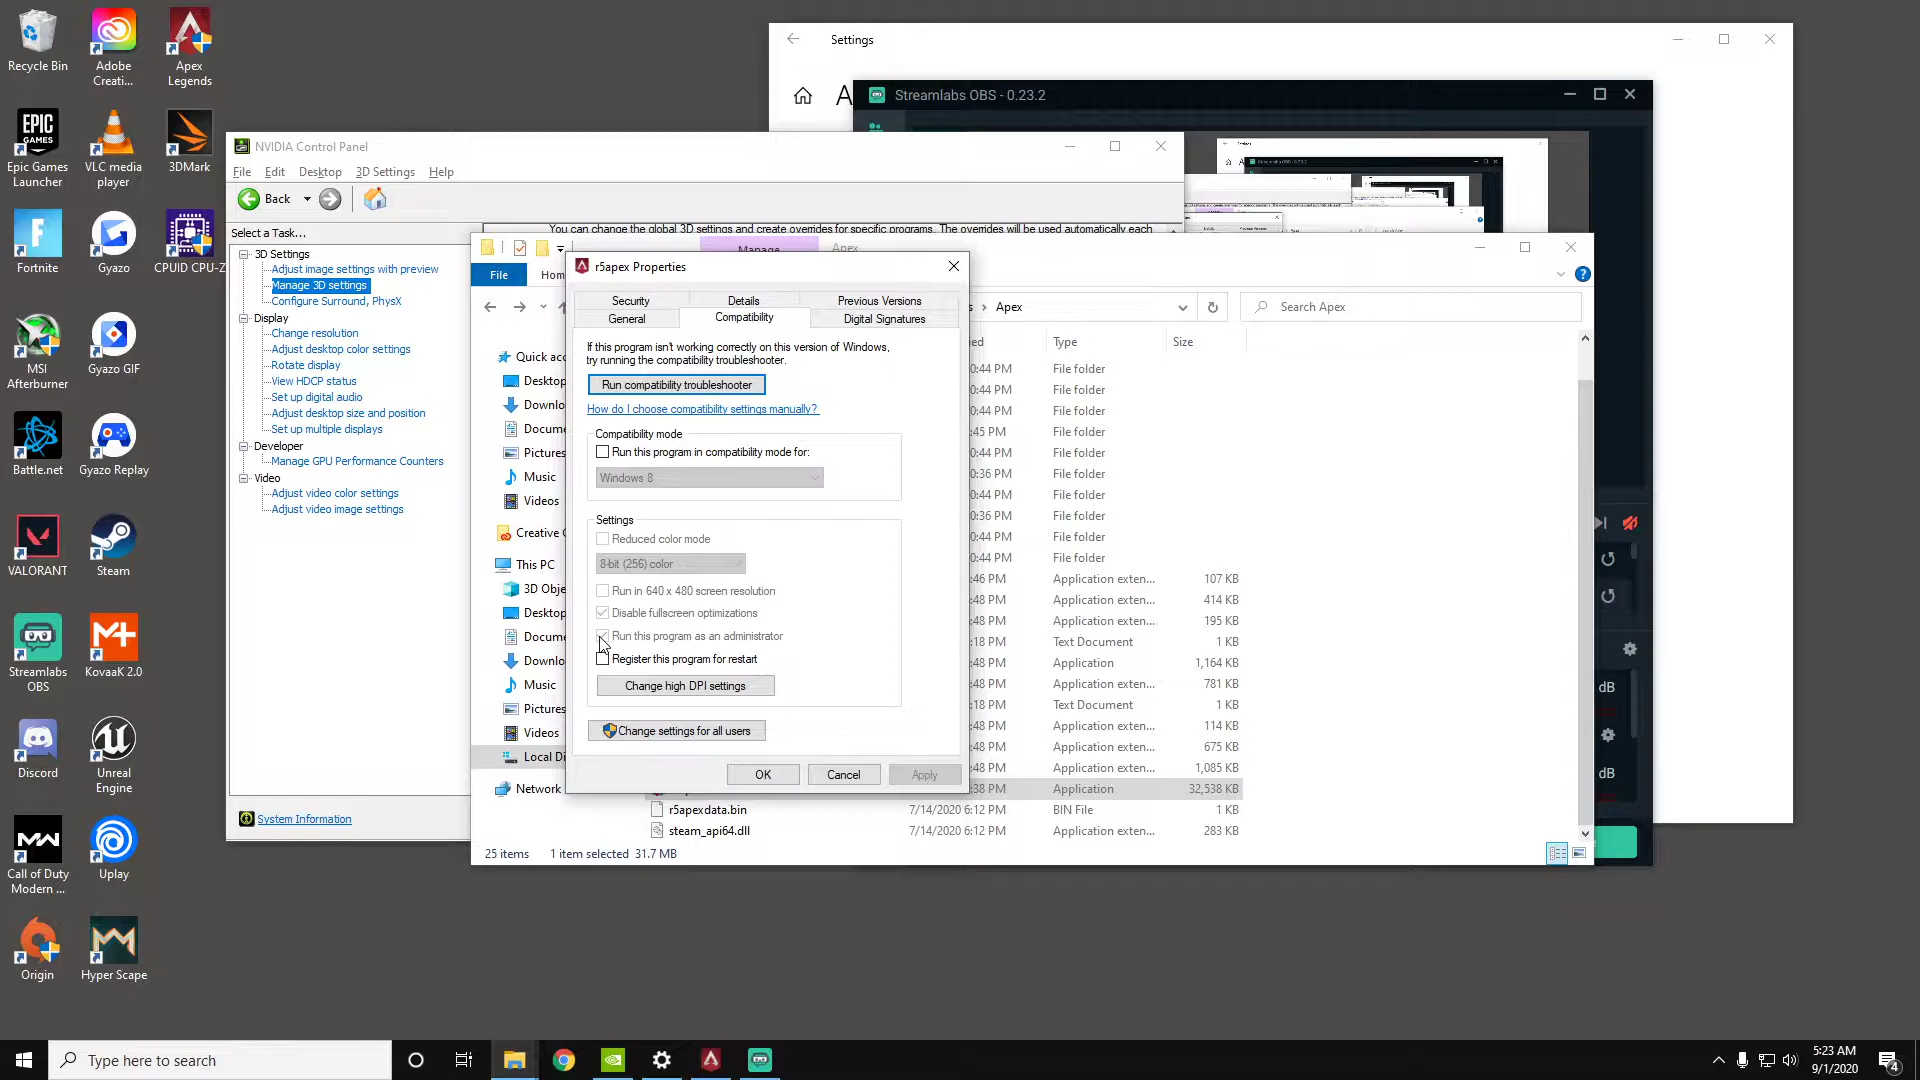 Recycle Bin
Adobe
Creati...
Apex
Legends
EPIC
GAMES
Epic Games
Launcher
VLC media
player
3DMark
Fortnite
Gyazo
CPUID CPU-Z
MSI
Afterburner
Gyazo GIF
Battle.net
Gyazo Replay
VALORANT
Steam
Streamlabs
OBS
KovaaK 2.0
Discord
Unreal
Engine
Call of Duty
Modern ...
Uplay
Origin
Hyper Scape
Settings
A
Streamlabs OBS - 0.23.2
NVIDIA Control Panel
File Edit Desktop 3D Settings Help
Back
Select a Task...
3D Settings
Adjust image settings with preview
Manage 3D settings
Configure Surround, PhysX
Display
Change resolution
Adjust desktop color settings
Rotate display
View HDCP status
Set up digital audio
Adjust desktop size and position
Set up multiple displays
Developer
Manage GPU Performance Counters
Video
Adjust video color settings
Adjust video image settings
System Information
You can change the global 3D settings and create overrides for specific programs. The overrides will be used automatically each
Manage
Apex
File
Hom
Apex
Search Apex
Quick acc
Desktop
Downlo
Docume
Pictures
Music
Videos
Creative C
This PC
3D Obje
Desktop
Docume
Downlo
Music
Pictures
Videos
Local Di
Network
ed Type Size
0:44 PM File folder
0:44 PM File folder
0:44 PM File folder
:45 PM File folder
0:44 PM File folder
0:36 PM File folder
0:44 PM File folder
0:36 PM File folder
0:44 PM File folder
0:44 PM File folder
:46 PM Application exten... 107 KB
:48 PM Application exten... 414 KB
:48 PM Application exten... 195 KB
:18 PM Text Document 1 KB
:48 PM Application 1,164 KB
:48 PM Application exten... 781 KB
:18 PM Text Document 1 KB
:48 PM Application exten... 114 KB
:48 PM Application exten... 675 KB
:48 PM Application exten... 1,085 KB
:38 PM Application 32,538 KB
r5apexdata.bin 7/14/2020 6:12 PM BIN File 1 KB
steam_api64.dll 7/14/2020 6:12 PM Application exten... 283 KB
25 items 1 item selected 31.7 MB
r5apex Properties
Security Details Previous Versions
General Compatibility Digital Signatures
If this program isn't working correctly on this version of Windows,
try running the compatibility troubleshooter.
Run compatibility troubleshooter
How do I choose compatibility settings manually?
Compatibility mode
Run this program in compatibility mode for:
Windows 8
Settings
Reduced color mode
8-bit (256) color
Run in 640 x 480 screen resolution
Disable fullscreen optimizations
Run this program as an administrator
Register this program for restart
Change high DPI settings
Change settings for all users
OK Cancel Apply
dB
dB
Type here to search
5:23 AM
9/1/2020
4